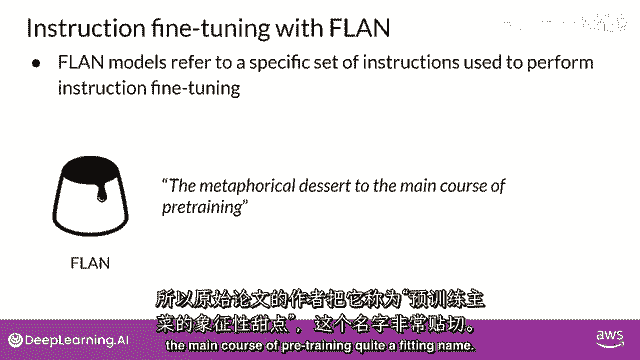 Instruction fine-tuning with FLAN
● FLAN models refer to a specific set of instructions used to perform
instruction fine-tuning
"The metaphorical dessert to the main course of
pretraining"
FLAN
所以原始论文的作者把它称为“预训练主
菜的象征性甜点”，这个名字非常贴切。
the main course of pre-training quite a fitting name.
DeepLearning.AI
aws